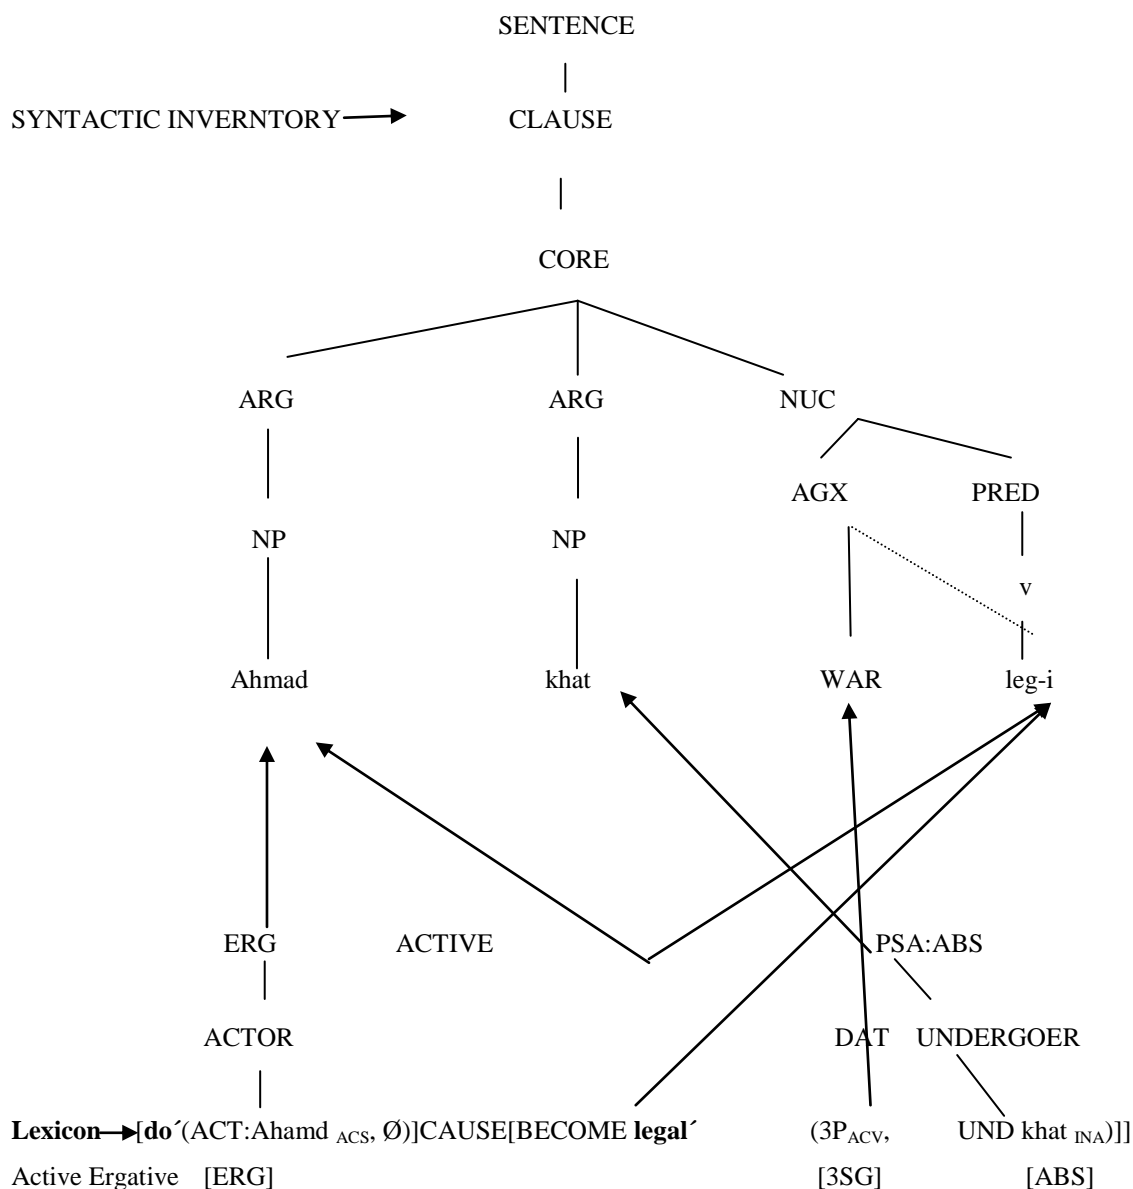 SENTENCE
SYNTACTIC INVERNTORY CLAUSE
CORE
ARG ARG NUC
AGX PRED
NP NP
v
Ahmad khat WAR leg-i
ERG ACTIVE PSA:ABS
ACTOR DAT UNDERGOER
Lexicon [do´(ACT:Ahamd ACS, Ø)]CAUSE[BECOME legal´ (3PACV, UND khat INA)]]
Active Ergative [ERG] [3SG] [ABS]